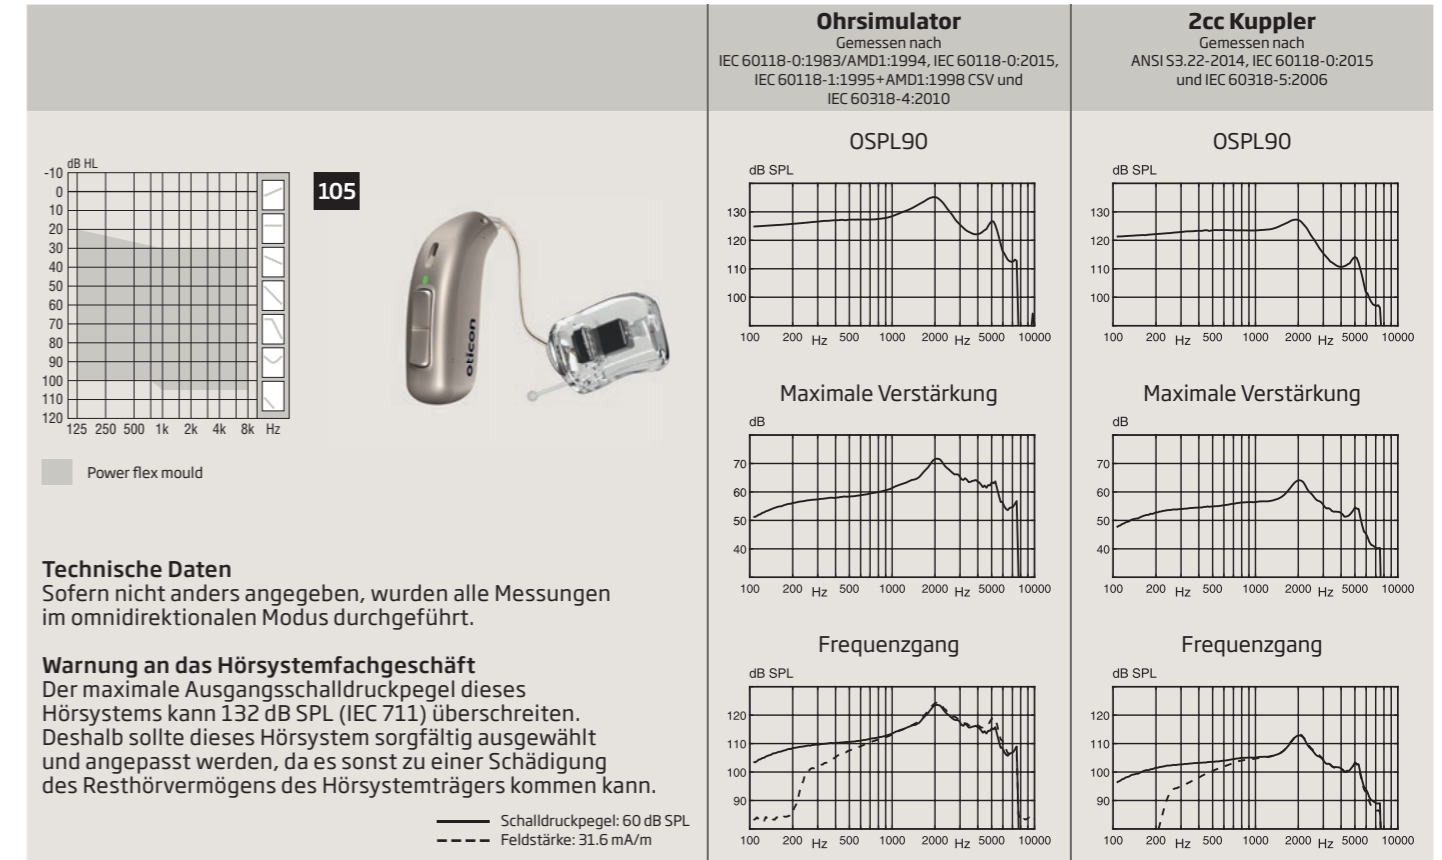 Ohrsimulator
Gemessen nach
IEC 60118-0:1983/AMD1:1994, IEC 60118-0:2015,
IEC 60118-1:1995+AMD1:1998 CSV und
IEC 60318-4:2010
2cc Kuppler
Gemessen nach
ANSI S3.22-2014, IEC 60118-0:2015
und IEC 60318-5:2006
dB HL
-10
0
10
20
30
40
50
60
70
80
90
100
110
120
125 250 500 1k 2k 4k 8k Hz
Power flex mould
105
oticon
Technische Daten
Sofern nicht anders angegeben, wurden alle Messungen
im omnidirektionalen Modus durchgeführt.
Warnung an das Hörsystemfachgeschäft
Der maximale Ausgangsschalldruckpegel dieses
Hörsystems kann 132 dB SPL (IEC 711) überschreiten.
Deshalb sollte dieses Hörsystem sorgfältig ausgewählt
und angepasst werden, da es sonst zu einer Schädigung
des Resthörvermögens des Hörsystemträgers kommen kann.
Schalldruckpegel: 60 dB SPL
Feldstärke: 31.6 mA/m
OSPL90
dB SPL
130
120
110
100
100 200 Hz 500 1000 2000 Hz 5000 10000
Maximale Verstärkung
dB
70
60
50
40
100 200 Hz 500 1000 2000 Hz 5000 10000
Frequenzgang
dB SPL
120
110
100
90
100 200 Hz 500 1000 2000 Hz 5000 10000
OSPL90
dB SPL
130
120
110
100
100 200 Hz 500 1000 2000 Hz 5000 10000
Maximale Verstärkung
dB
70
60
50
40
100 200 Hz 500 1000 2000 Hz 5000 10000
Frequenzgang
dB SPL
120
110
100
90
100 200 Hz 500 1000 2000 Hz 5000 10000